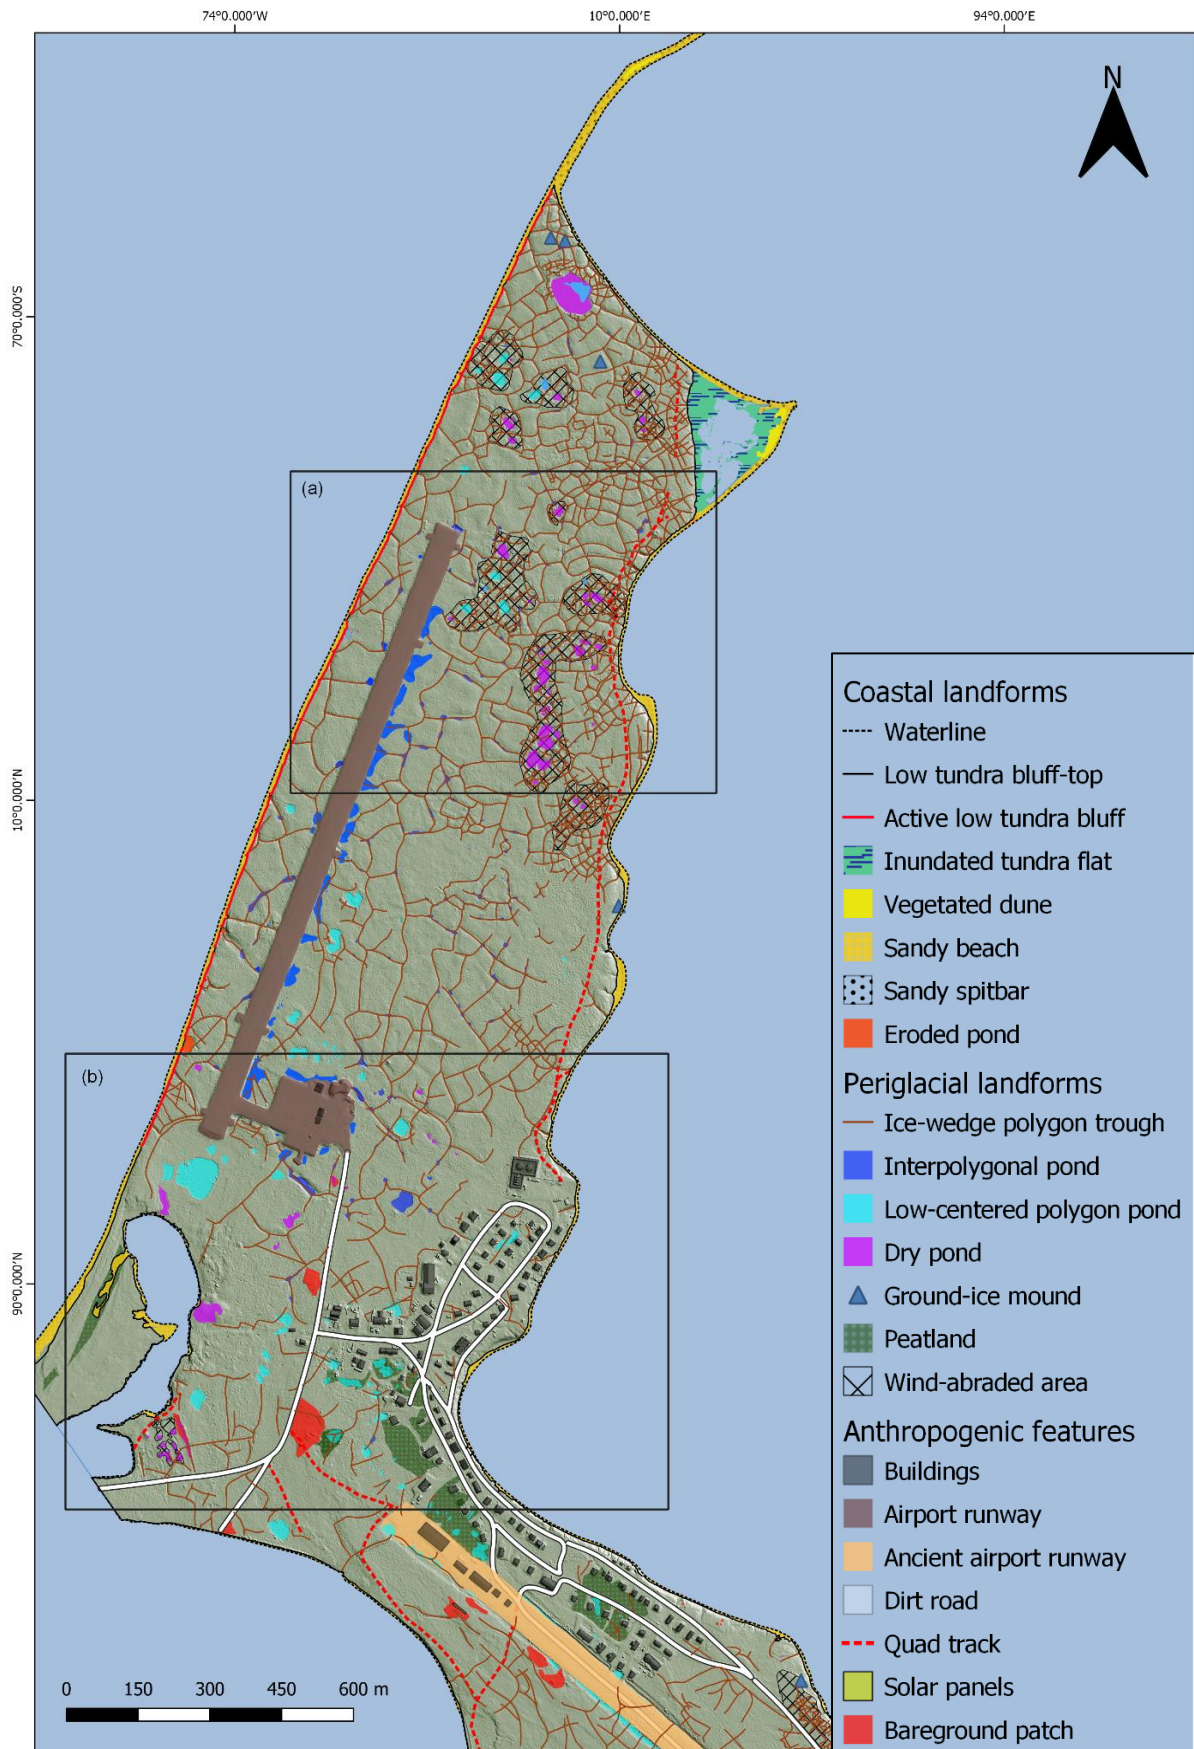 74°0.000'W 10°0.000'E 94°0.000'E
N
70°0.000'S
(a)
10°0.000'N
(b)
90°0.000'N
Coastal landforms
Waterline
Low tundra bluff-top
Active low tundra bluff
Inundated tundra flat
Vegetated dune
Sandy beach
Sandy spitbar
Eroded pond
Periglacial landforms
Ice-wedge polygon trough
Interpolygonal pond
Low-centered polygon pond
Dry pond
Ground-ice mound
Peatland
Wind-abraded area
Anthropogenic features
Buildings
Airport runway
Ancient airport runway
Dirt road
Quad track
Solar panels
Bareground patch
0 150 300 450 600 m